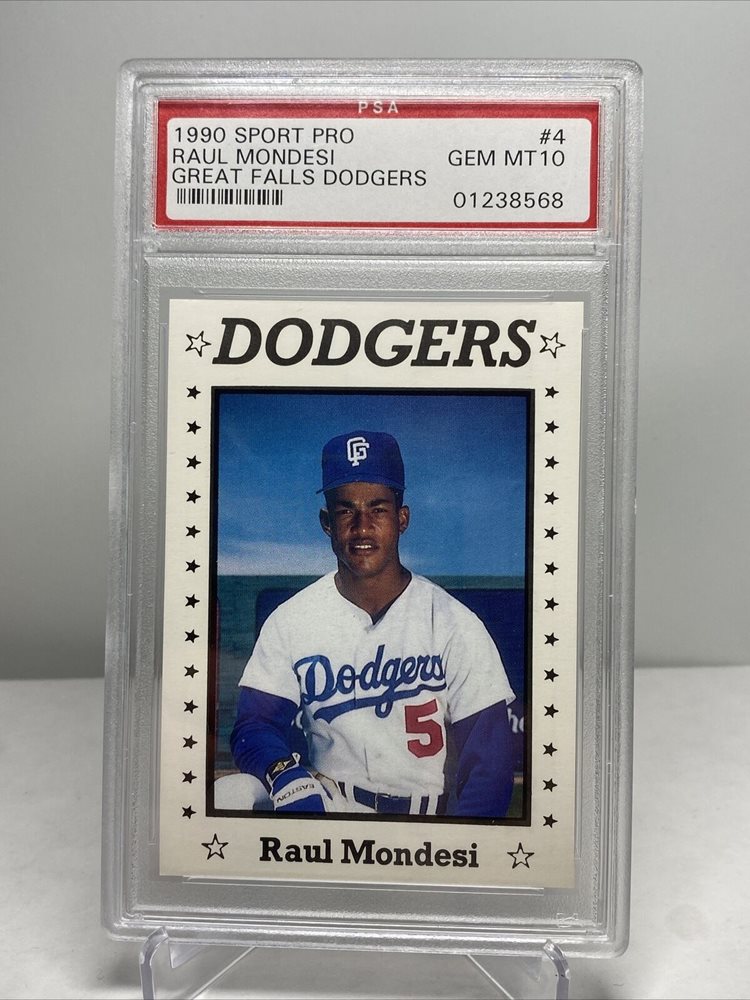 PSA
1990 SPORT PRO #4
RAUL MONDESI GEM MT10
GREAT FALLS DODGERS
01238568
DODGERS
GF
Dodgers
5
EASTON
Raul Mondesi